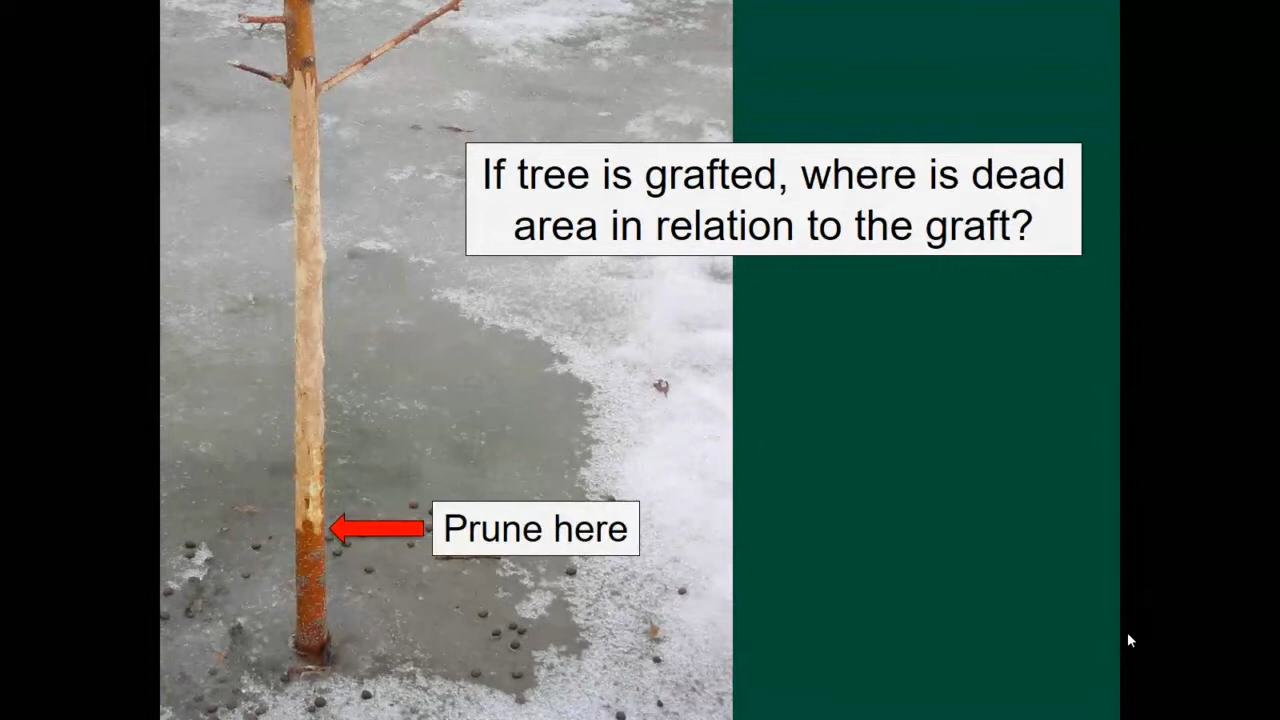 If tree is grafted, where is dead
area in relation to the graft?
Prune here